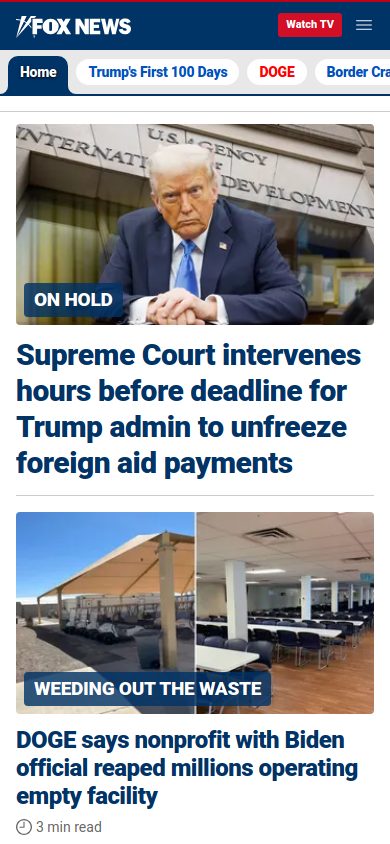 FOX NEWS
Watch TV
Home
Trump's First 100 Days
DOGE
Border Cra
U.S. AGENCY
INTERNATI
DEVELOPMENT
ON HOLD
Supreme Court intervenes
hours before deadline for
Trump admin to unfreeze
foreign aid payments
WEEDING OUT THE WASTE
DOGE says nonprofit with Biden
official reaped millions operating
empty facility
3 min read